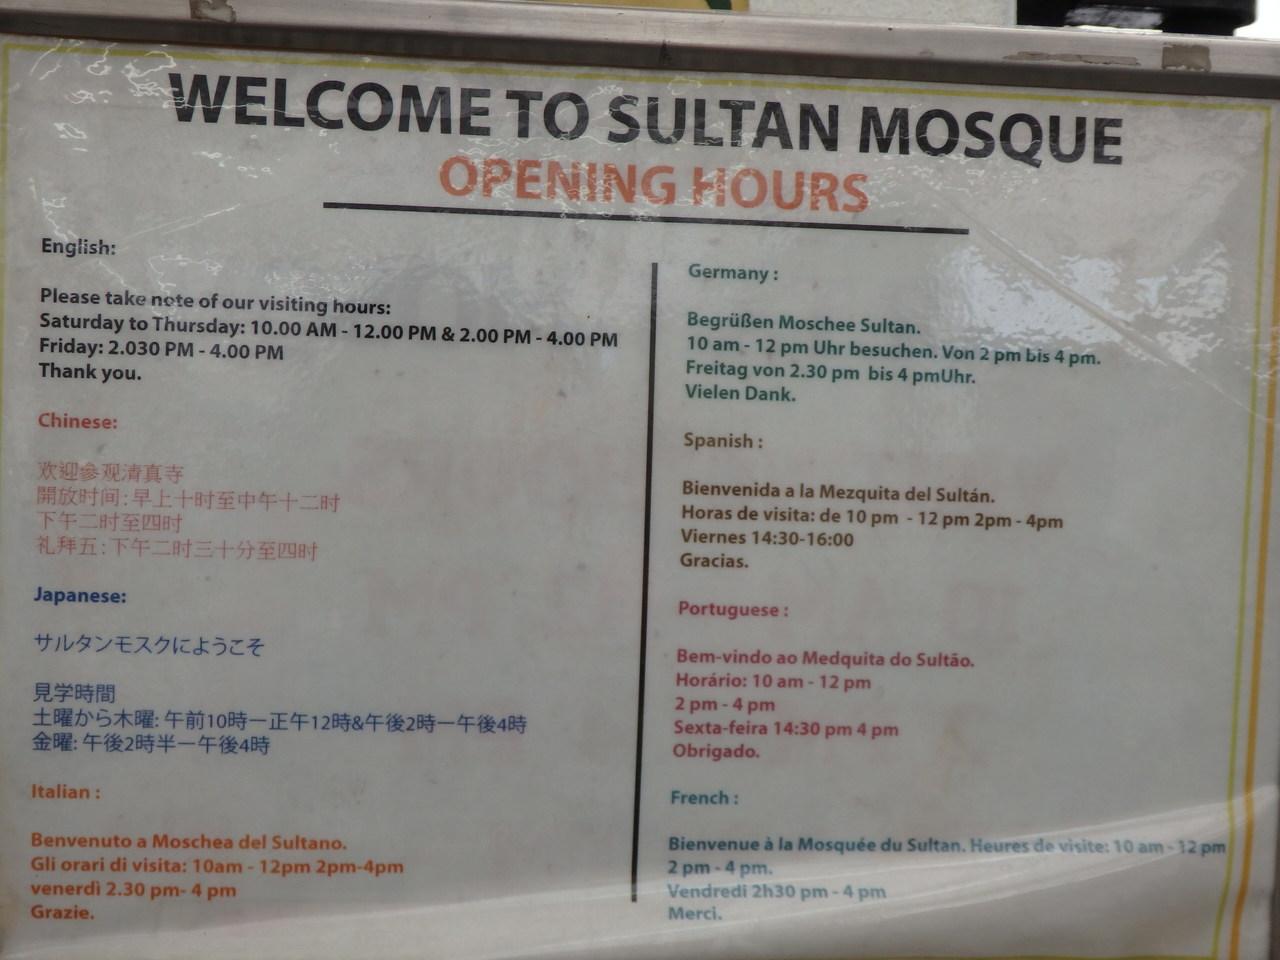 WELCOME TO SULTAN MOSQUE
OPENING HOURS
English:
Please take note of our visiting hours:
Saturday to Thursday: 10.00 AM - 12.00 PM & 2.00 PM - 4.00 PM
Friday: 2.030 PM - 4.00 PM
Thank you.
Chinese:
欢迎參观清真寺
開放时间:早上十时至中午十二时
下午二时至四时
礼拜五:下午二时三十分至四时
Japanese:
サルタンモスクにようこそ
見学時間
土曜から木曜: 午前10時ー正午12時&午後2時ー午後4時
金曜: 午後2時半ー午後4時
Italian :
Benvenuto a Moschea del Sultano.
Gli orari di visita: 10am - 12pm 2pm-4pm
venerdì 2.30 pm- 4 pm
Grazie.
Germany :
Begrüßen Moschee Sultan.
10 am - 12 pm Uhr besuchen. Von 2 pm bis 4 pm.
Freitag von 2.30 pm bis 4 pmUhr.
Vielen Dank.
Spanish :
Bienvenida a la Mezquita del Sultán.
Horas de visita: de 10 pm - 12 pm 2pm - 4pm
Viernes 14:30-16:00
Gracias.
Portuguese :
Bem-vindo ao Medquita do Sultão.
Horário: 10 am - 12 pm
2 pm - 4 pm
Sexta-feira 14:30 pm 4 pm
Obrigado.
French :
Bienvenue à la Mosquée du Sultan. Heures de visite: 10 am - 12 pm
2 pm - 4 pm.
Vendredi 2h30 pm - 4 pm
Merci.